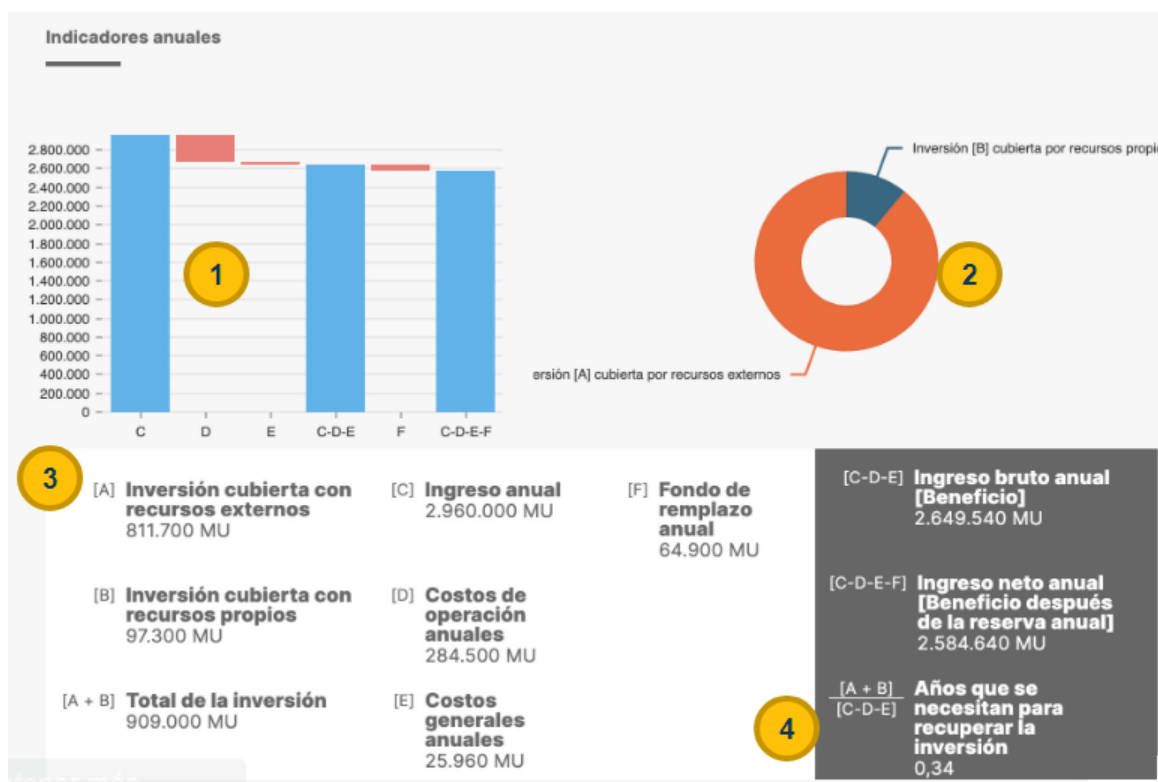 Indicadores anuales
2.800.000
2.600.000
2.400.000
2.200.000
2.000.000
1.800.000
1.600.000
1.400.000
1.200.000
1.000.000
800.000
600.000
400.000
200.000
0
C D E C-D-E F C-D-E-F
1
Inversión [B] cubierta por recursos propi
2
ersión [A] cubierta por recursos externos
3
[A] Inversión cubierta con
recursos externos
811.700 MU
[B] Inversión cubierta con
recursos propios
97.300 MU
[A + B] Total de la inversión
909.000 MU
[C] Ingreso anual
2.960.000 MU
[D] Costos de
operación
anuales
284.500 MU
[E] Costos
generales
anuales
25.960 MU
[F] Fondo de
remplazo
anual
64.900 MU
[C-D-E] Ingreso bruto anual
[Beneficio]
2.649.540 MU
[C-D-E-F] Ingreso neto anual
[Beneficio después
de la reserva anual]
2.584.640 MU
4
[A + B]
[C-D-E]
Años que se
necesitan para
recuperar la
inversión
0,34